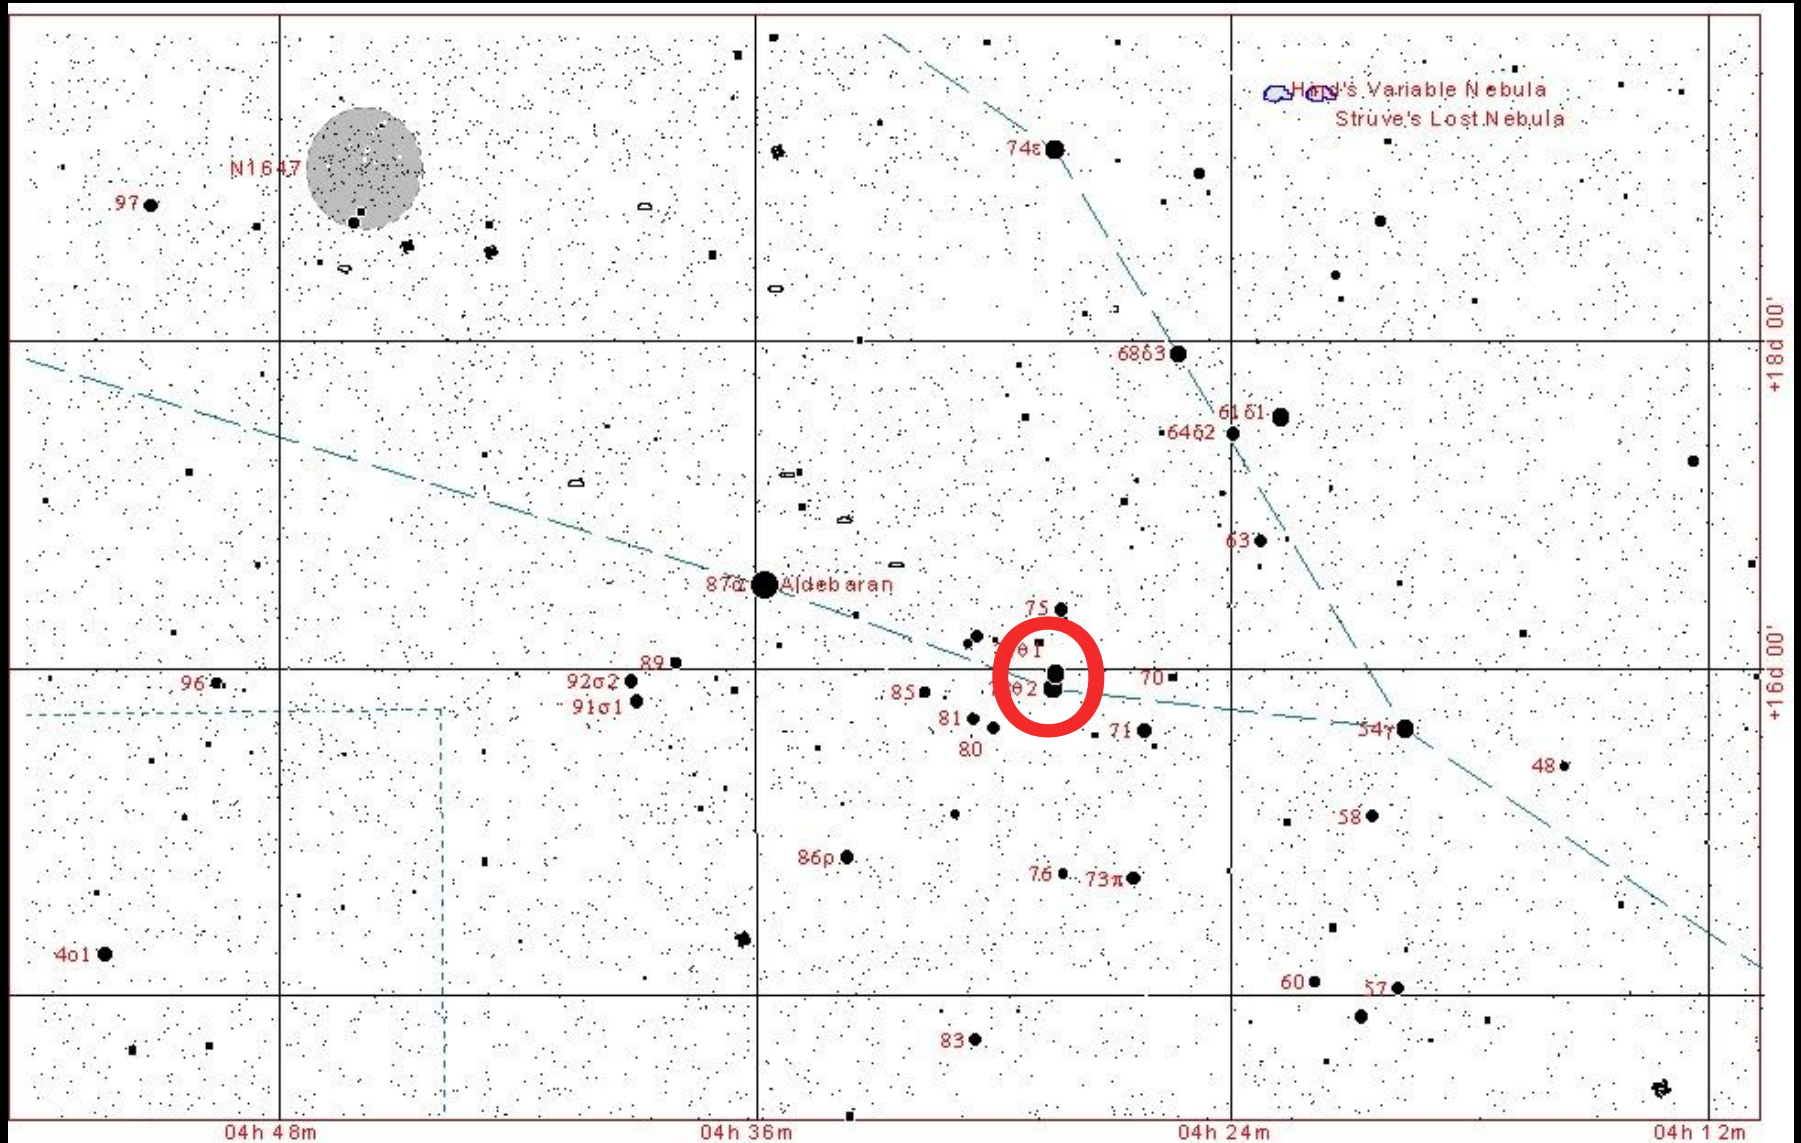 Hind's Variable Nebula
Struve's Lost Nebula
74ε
N1647
97
+18d 00'
68δ3
61δ1
64δ2
63
87α Aldebaran
75
θ1
89
96
92σ2
85
θ2
70
+16d 00'
91σ1
81
71
54γ
80
48
58
86ρ
76
73π
4o1
60
57
83
04h 48m
04h 36m
04h 24m
04h 12m